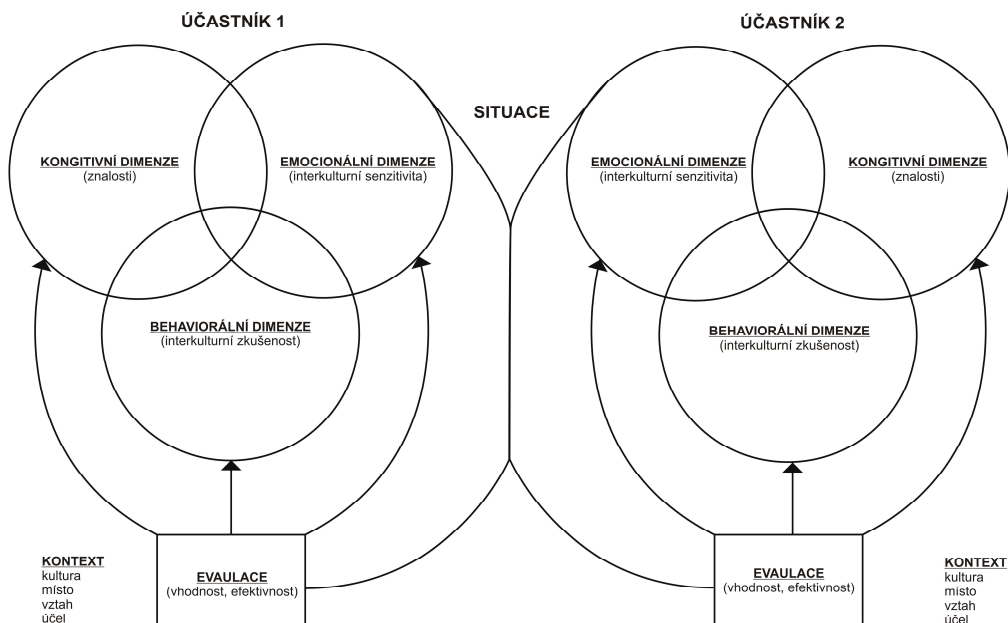 ÚČASTNÍK 1
KONGITIVNÍ DIMENZE
(znalosti)
EMOCIONÁLNÍ DIMENZE
(interkulturní senzitivita)
BEHAVIORÁLNÍ DIMENZE
(interkulturní zkušenost)
EVAULACE
(vhodnost, efektivnost)
KONTEXT
kultura
místo
vztah
účel
SITUACE
ÚČASTNÍK 2
EMOCIONÁLNÍ DIMENZE
(interkulturní senzitivita)
KONGITIVNÍ DIMENZE
(znalosti)
BEHAVIORÁLNÍ DIMENZE
(interkulturní zkušenost)
EVAULACE
(vhodnost, efektivnost)
KONTEXT
kultura
místo
vztah
účel